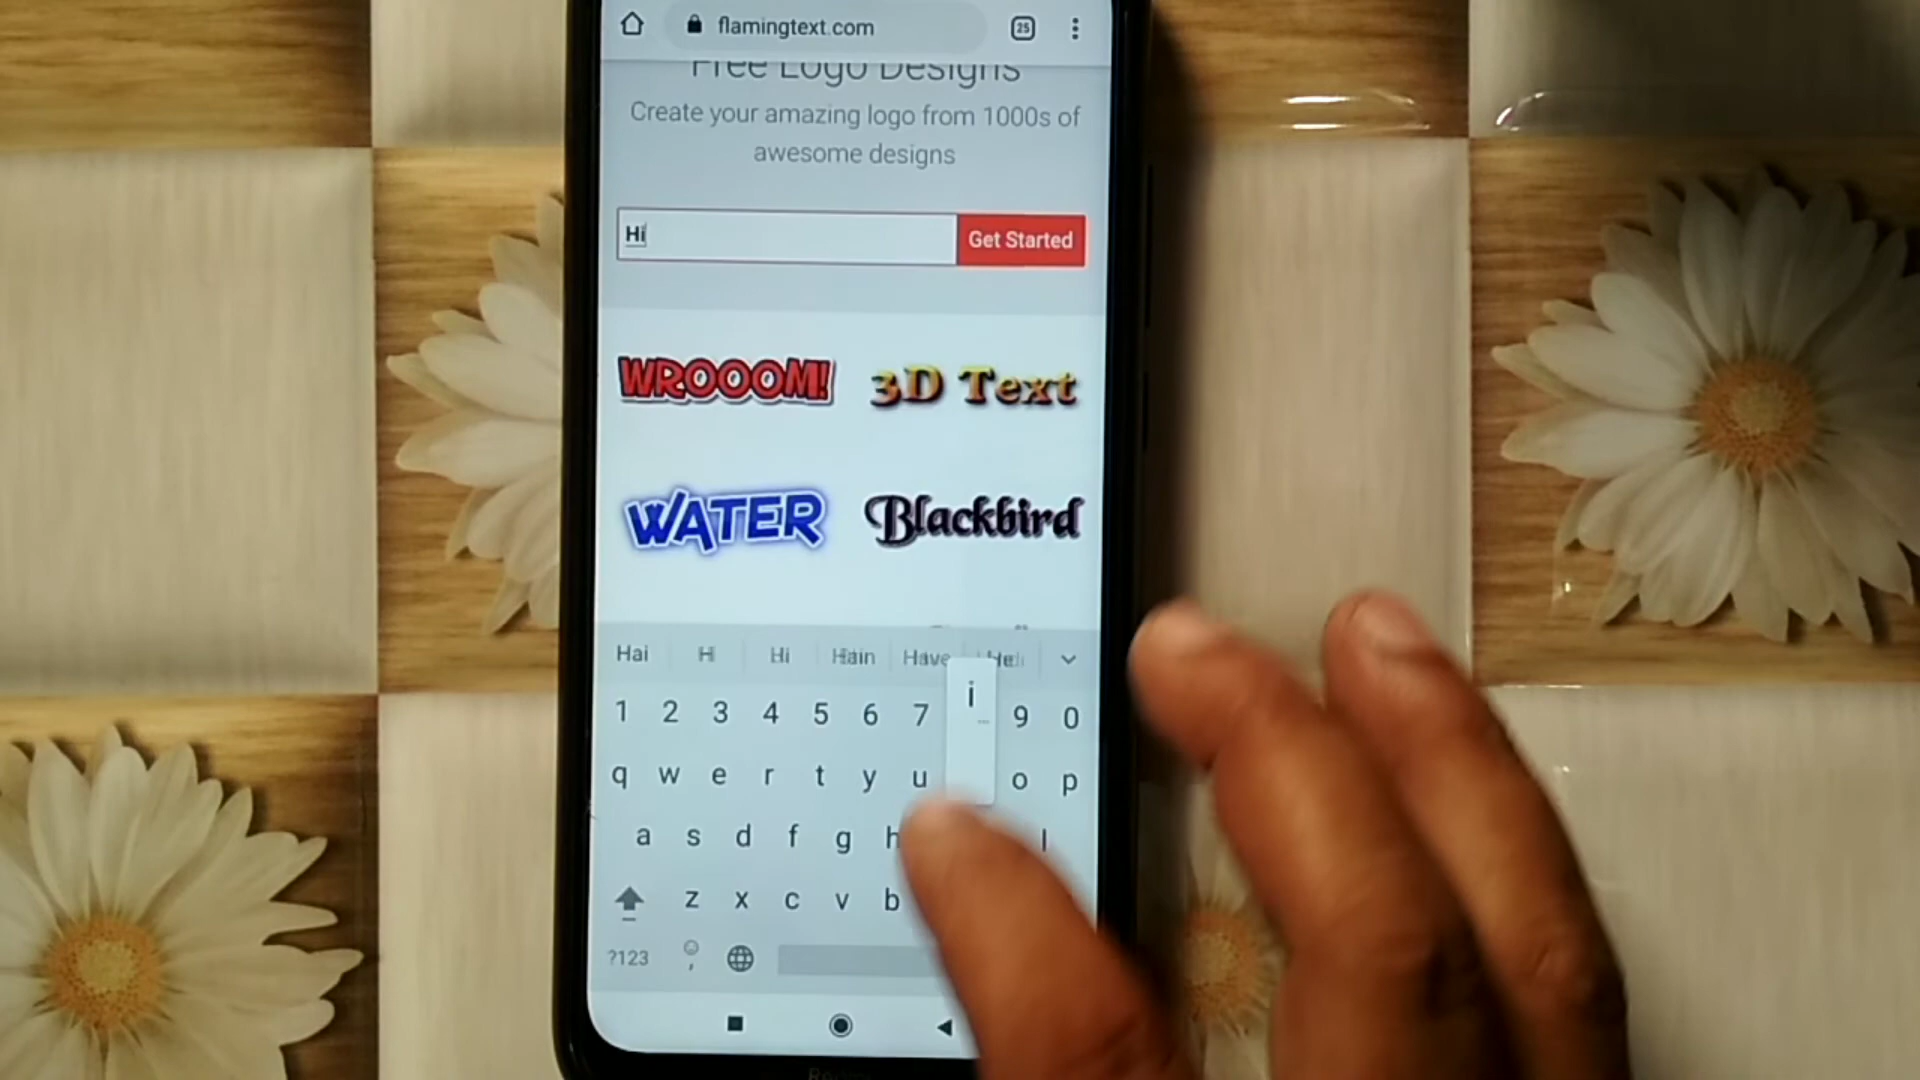 flamingtext.com
25
Free Logo Designs
Create your amazing logo from 1000s of
awesome designs
Hi
Get Started
WROOOM!
3D Text
WATER
Blackbird
Hai
H
Hi
Hain
Have
i
1 2 3 4 5 6 7 9 0
q w e r t y u o p
a s d f g h l
z x c v b
?123 ,